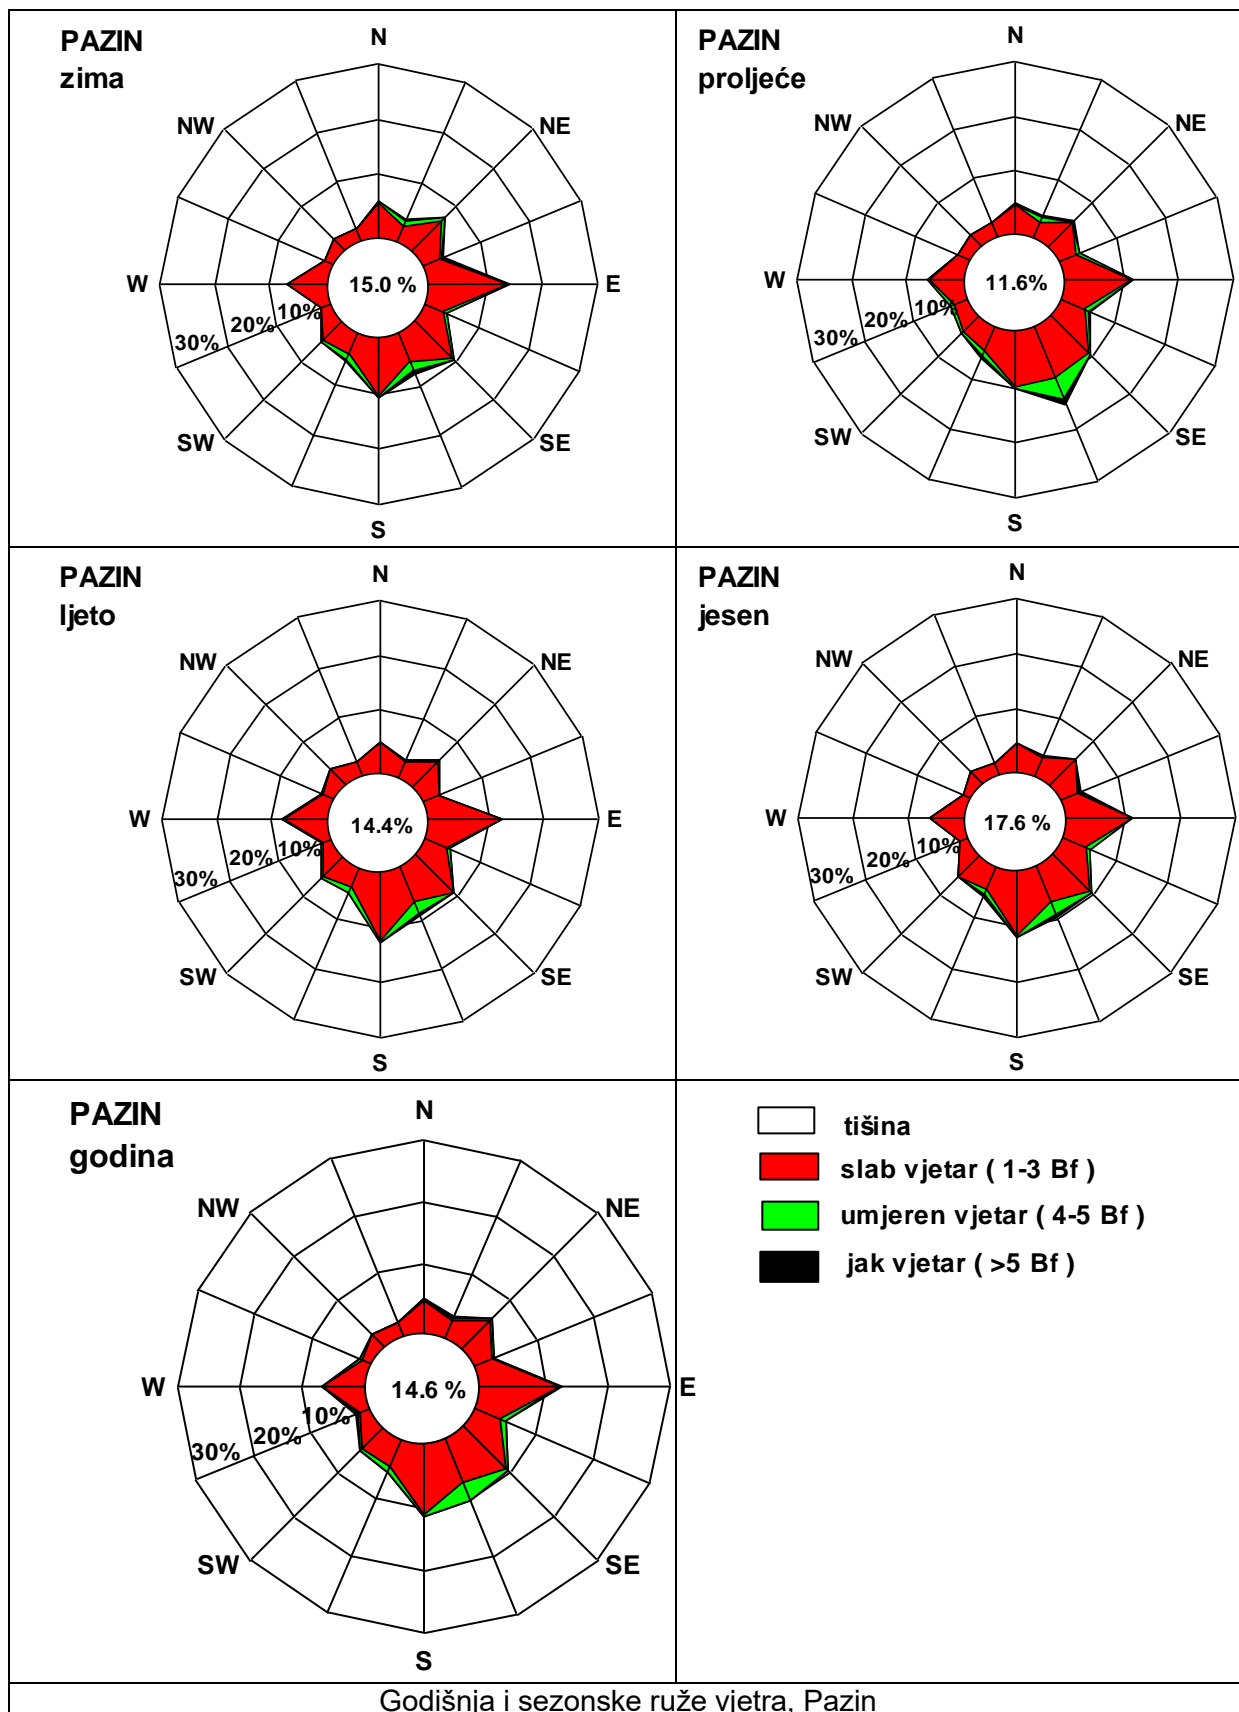 PAZIN
zima
N
NW
NE
W
15.0 %
E
10%
20%
30%
SW
SE
S
PAZIN
proljeće
N
NW
NE
W
11.6%
10%
20%
30%
SW
SE
S
PAZIN
ljeto
N
NW
NE
W
14.4%
E
10%
20%
30%
SW
SE
S
PAZIN
jesen
N
NW
NE
W
17.6 %
10%
20%
30%
SW
SE
S
PAZIN
godina
N
NW
NE
W
14.6 %
E
10%
20%
30%
SW
SE
S
tišina
slab vjetar ( 1-3 Bf )
umjeren vjetar ( 4-5 Bf )
jak vjetar ( >5 Bf )
Godišnja i sezonske ruže vjetra, Pazin